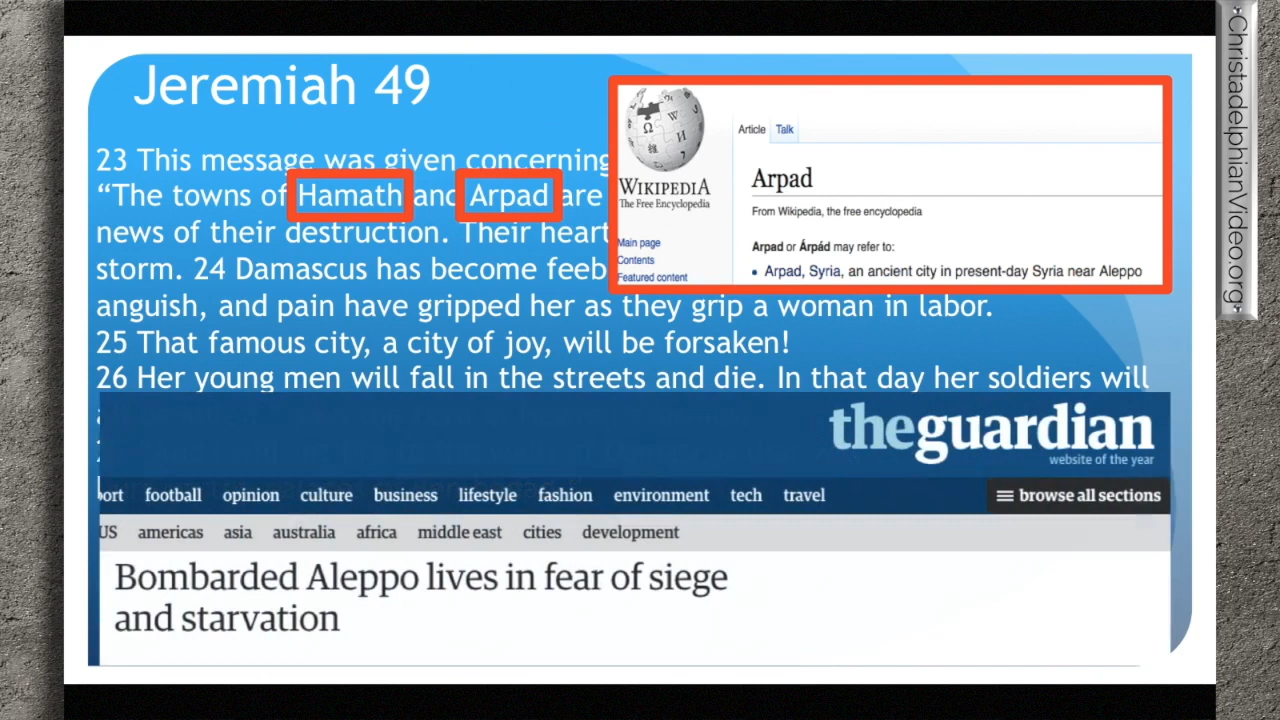 Jeremiah 49
23 This message was given concerning
“The towns of Hamath and Arpad are
news of their destruction. Their heart
storm. 24 Damascus has become feeb
anguish, and pain have gripped her as they grip a woman in labor.
25 That famous city, a city of joy, will be forsaken!
26 Her young men will fall in the streets and die. In that day her soldiers will
WIKIPEDIA
The Free Encyclopedia
Main page
Contents
Featured content
Article Talk
Arpad
From Wikipedia, the free encyclopedia
Arpad or Árpád may refer to:
• Arpad, Syria, an ancient city in present-day Syria near Aleppo
theguardian
website of the year
ort football opinion culture business lifestyle fashion environment tech travel ≡ browse all sections
US americas asia australia africa middle east cities development
Bombarded Aleppo lives in fear of siege
and starvation
ChristadelphianVideo.org